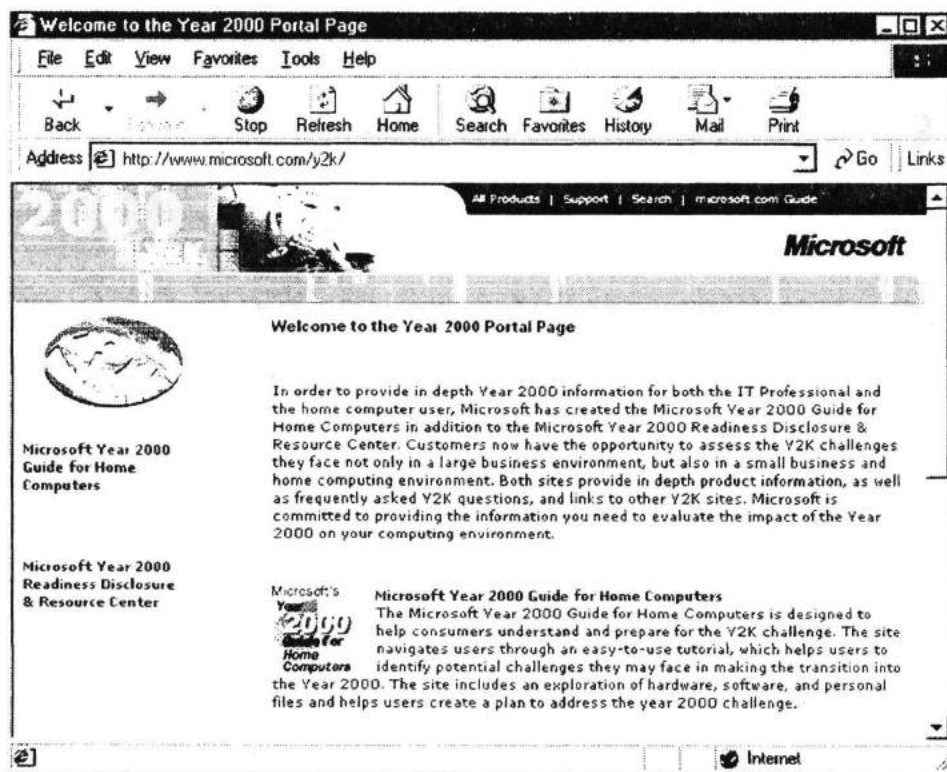 Welcome to the Year 2000 Portal Page
File Edit View Favorites Tools Help
Back Stop Refresh Home Search Favorites History Mail Print
Address http://www.microsoft.com/y2k/ Go Links
2000
All Products | Support | Search | microsoft.com Guide
Microsoft
Welcome to the Year 2000 Portal Page
In order to provide in depth Year 2000 information for both the IT Professional and
the home computer user, Microsoft has created the Microsoft Year 2000 Guide for
Home Computers in addition to the Microsoft Year 2000 Readiness Disclosure &
Resource Center. Customers now have the opportunity to assess the Y2K challenges
they face not only in a large business environment, but also in a small business and
home computing environment. Both sites provide in depth product information, as well
as frequently asked Y2K questions, and links to other Y2K sites. Microsoft is
committed to providing the information you need to evaluate the impact of the Year
2000 on your computing environment.
Microsoft Year 2000
Guide for Home
Computers
Microsoft Year 2000
Readiness Disclosure
& Resource Center
Microsoft's
Year
2000
Guide for
Home
Computers
Microsoft Year 2000 Guide for Home Computers
The Microsoft Year 2000 Guide for Home Computers is designed to
help consumers understand and prepare for the Y2K challenge. The site
navigates users through an easy-to-use tutorial, which helps users to
identify potential challenges they may face in making the transition into
the Year 2000. The site includes an exploration of hardware, software, and personal
files and helps users create a plan to address the year 2000 challenge.
Internet